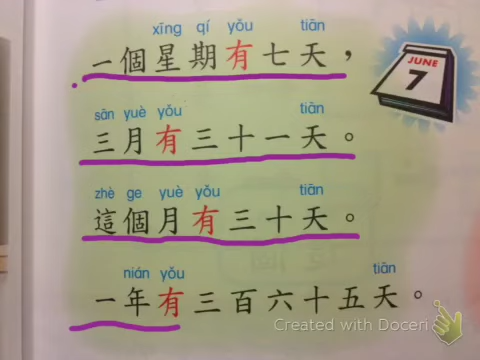 xīng qí yǒu tiān
一個星期有七天，
sān yuè yǒu tiān
三月有三十一天。
zhè ge yuè yǒu tiān
這個月有三十天。
nián yǒu tiān
一年有三百六十五天。
JUNE
7
Created with Doceri